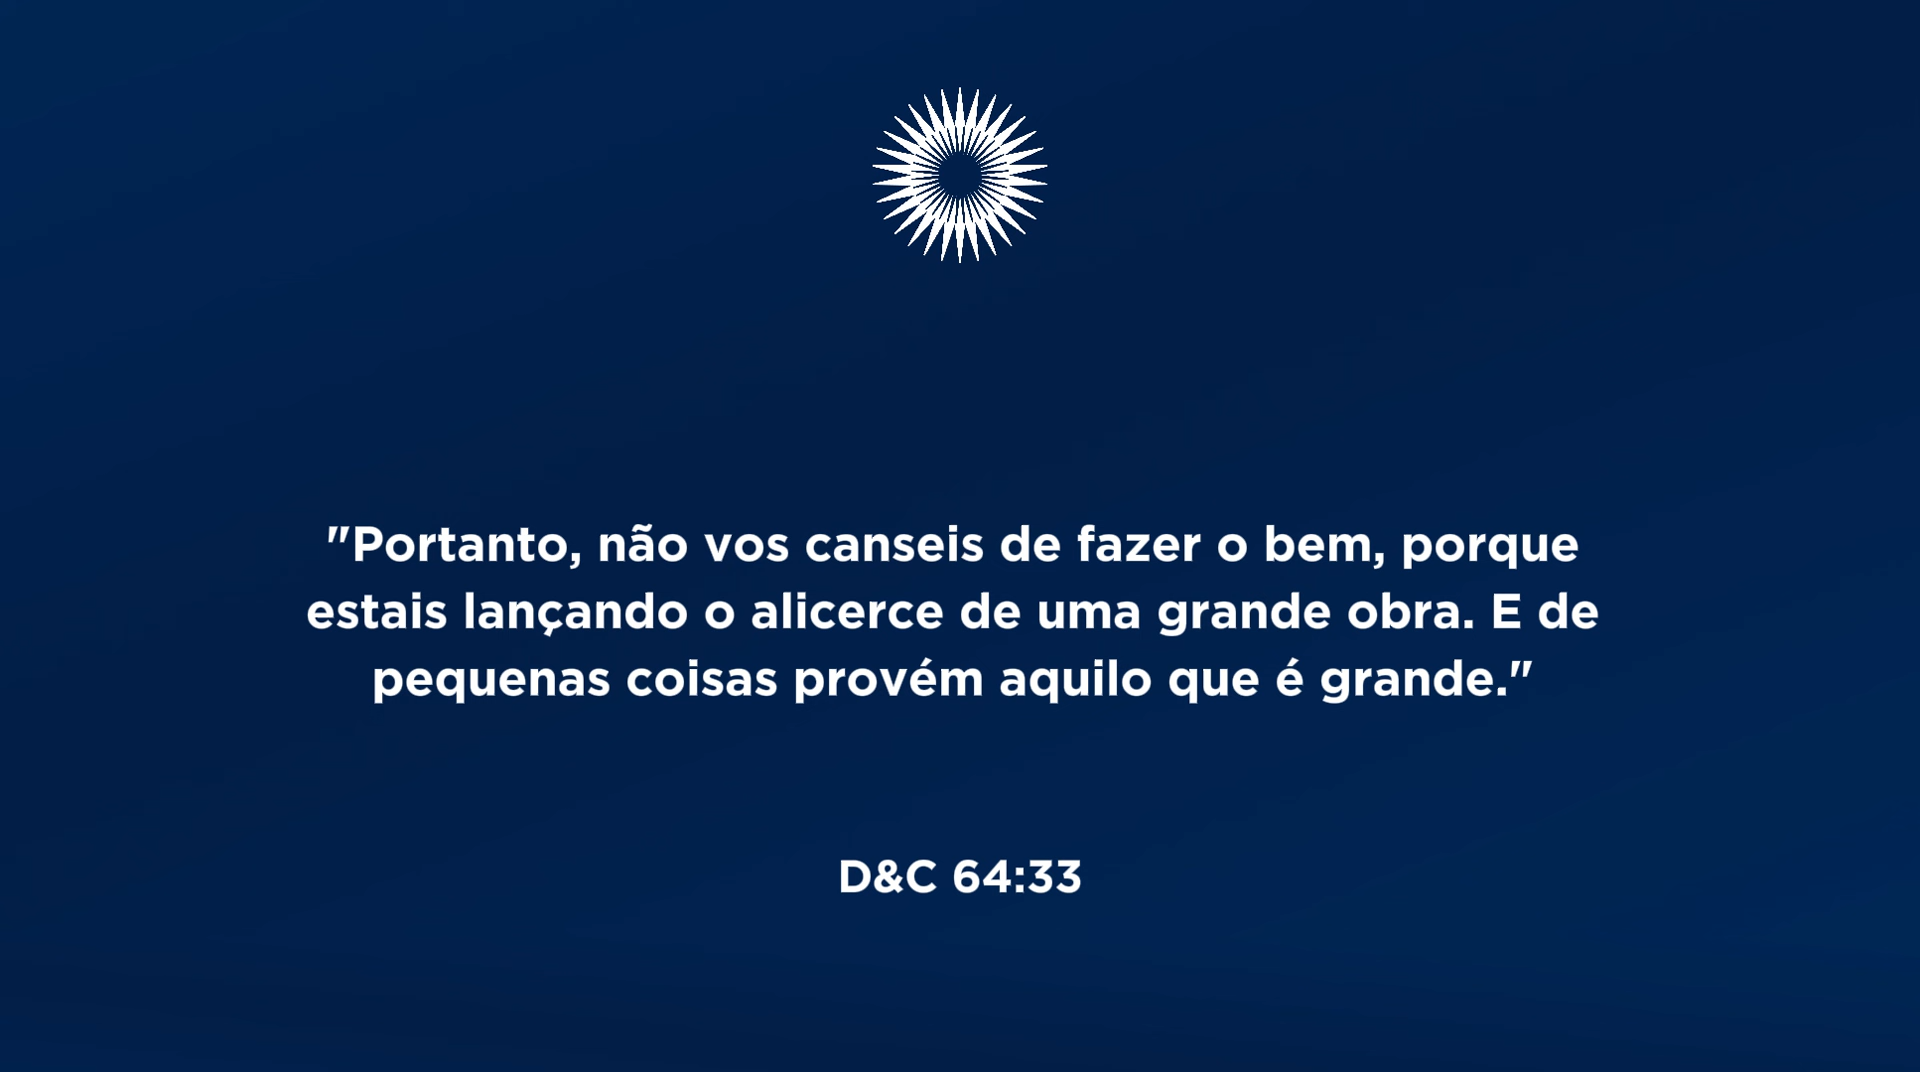 "Portanto, não vos canseis de fazer o bem, porque
estais lançando o alicerce de uma grande obra. E de
pequenas coisas provém aquilo que é grande."
D&C 64:33